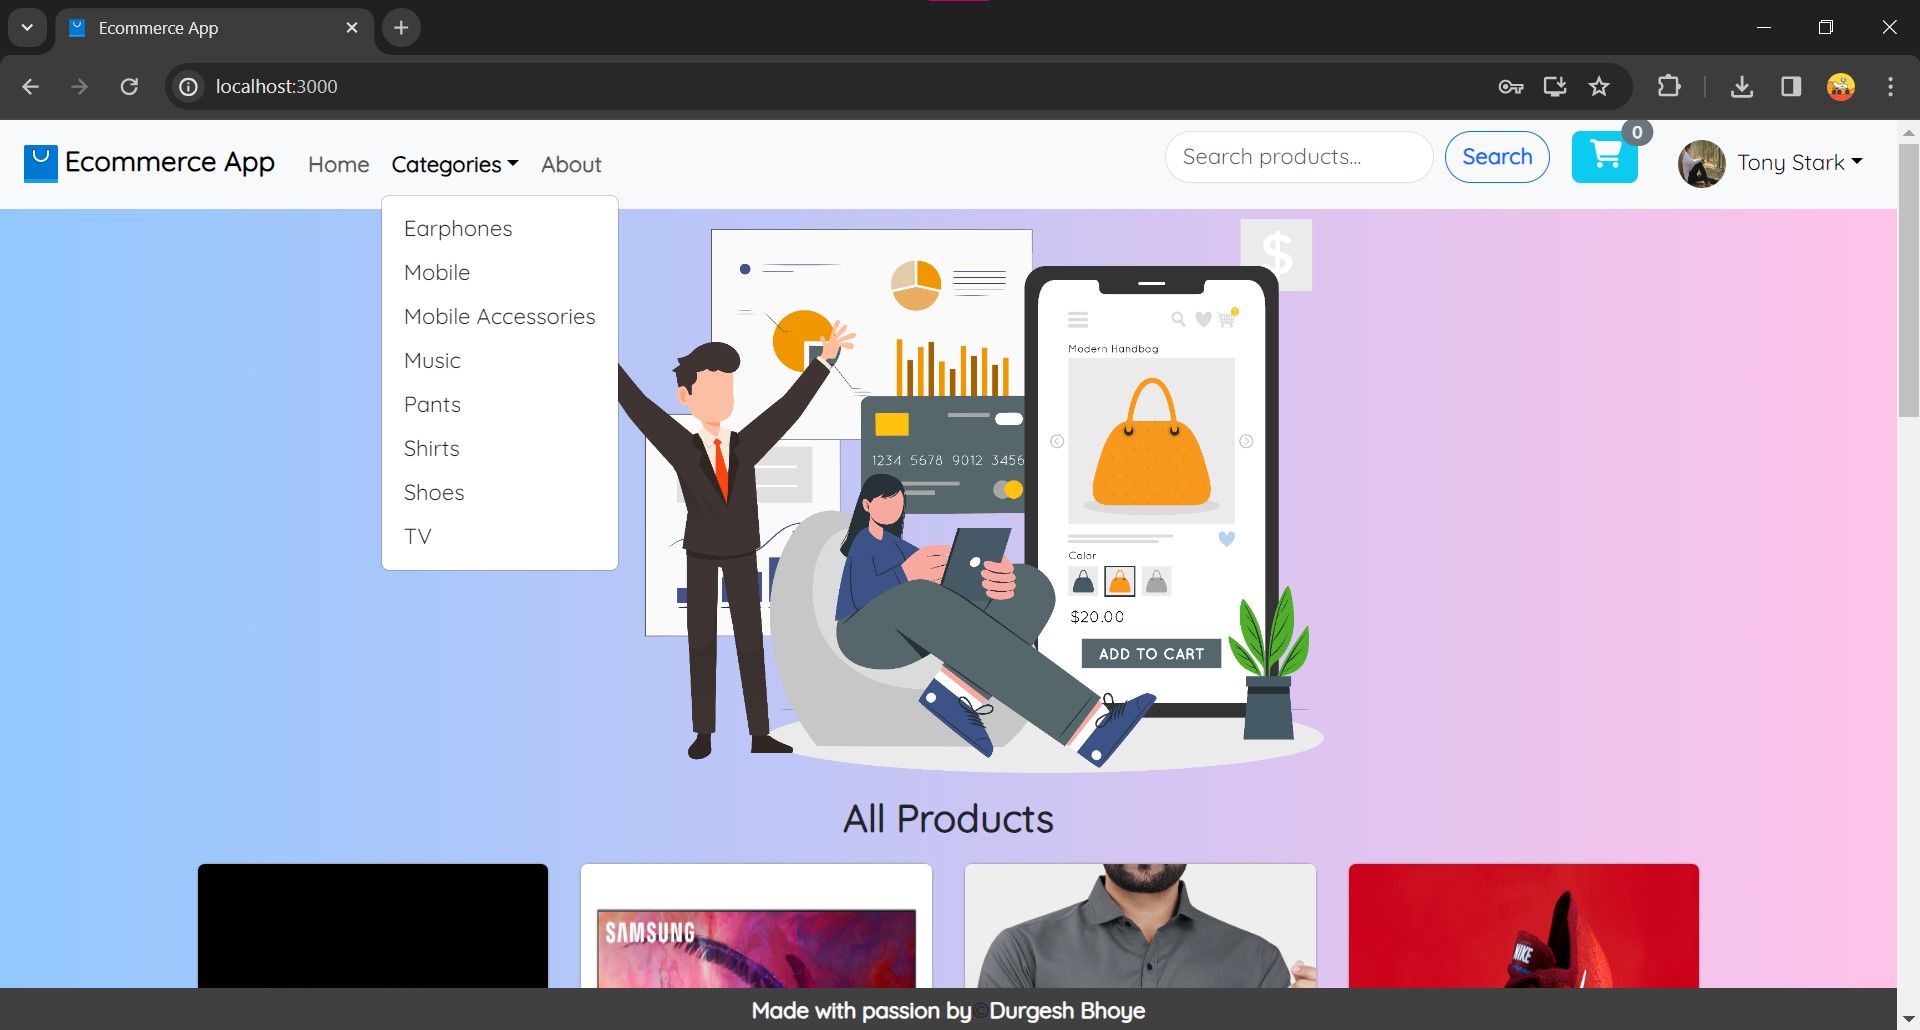 Ecommerce App
localhost:3000
Ecommerce App
Home
Categories
About
Search products...
Search
0
Tony Stark
Earphones
Mobile
Mobile Accessories
Music
Pants
Shirts
Shoes
TV
$
Modern Handbag
1234 5678 9012 3456
Color
$20.00
ADD TO CART
All Products
SAMSUNG
NIKE
Made with passion by©Durgesh Bhoye